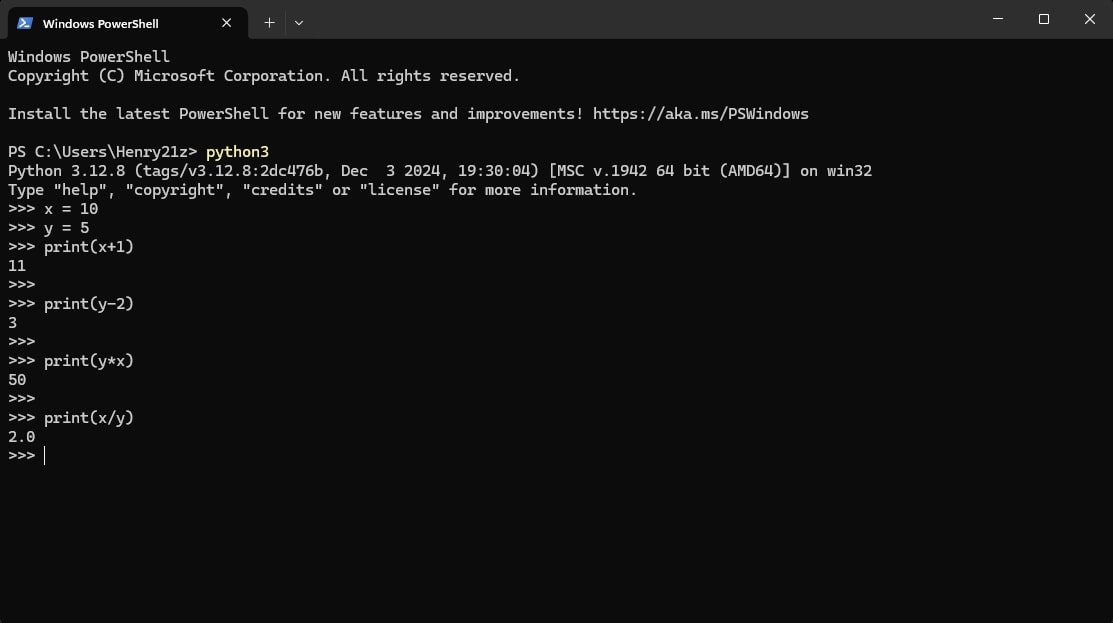 Windows PowerShell
Windows PowerShell
Copyright (C) Microsoft Corporation. All rights reserved.
Install the latest PowerShell for new features and improvements! https://aka.ms/PSWindows
PS C:\Users\Henry21z> python3
Python 3.12.8 (tags/v3.12.8:2dc476b, Dec  3 2024, 19:30:04) [MSC v.1942 64 bit (AMD64)] on win32
Type "help", "copyright", "credits" or "license" for more information.
>>> x = 10
>>> y = 5
>>> print(x+1)
11
>>>
>>> print(y-2)
3
>>>
>>> print(y*x)
50
>>>
>>> print(x/y)
2.0
>>>